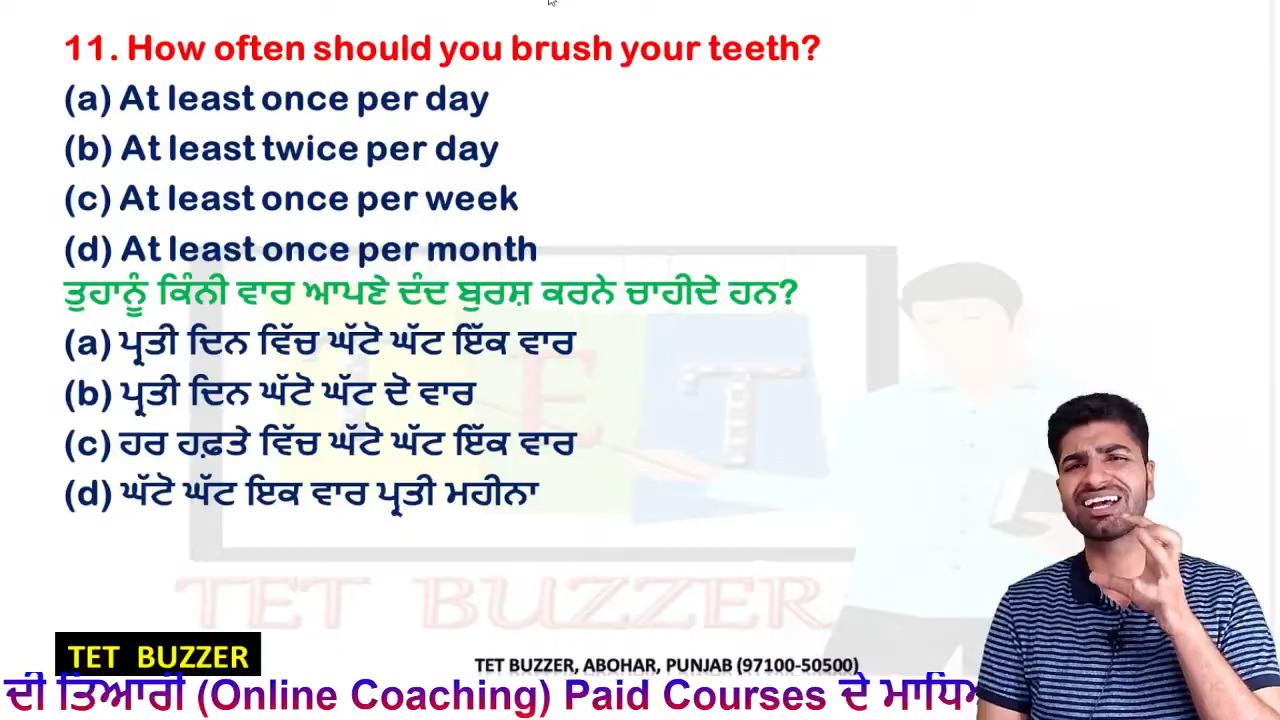 11. How often should you brush your teeth?
(a) At least once per day
(b) At least twice per day
(c) At least once per week
(d) At least once per month
ਤੁਹਾਨੂੰ ਕਿੰਨੀ ਵਾਰ ਆਪਣੇ ਦੰਦ ਬੁਰਸ਼ ਕਰਨੇ ਚਾਹੀਦੇ ਹਨ?
(a) ਪ੍ਰਤੀ ਦਿਨ ਵਿੱਚ ਘੱਟੋ ਘੱਟ ਇੱਕ ਵਾਰ
(b) ਪ੍ਰਤੀ ਦਿਨ ਘੱਟੋ ਘੱਟ ਦੋ ਵਾਰ
(c) ਹਰ ਹਫ਼ਤੇ ਵਿੱਚ ਘੱਟੋ ਘੱਟ ਇੱਕ ਵਾਰ
(d) ਘੱਟੋ ਘੱਟ ਇਕ ਵਾਰ ਪ੍ਰਤੀ ਮਹੀਨਾ
T E T
TET BUZZER
TET BUZZER
TET BUZZER, ABOHAR, PUNJAB (97100-50500)
ਦੀ ਤਿਆਰੀ (Online Coaching) Paid Courses ਦੇ